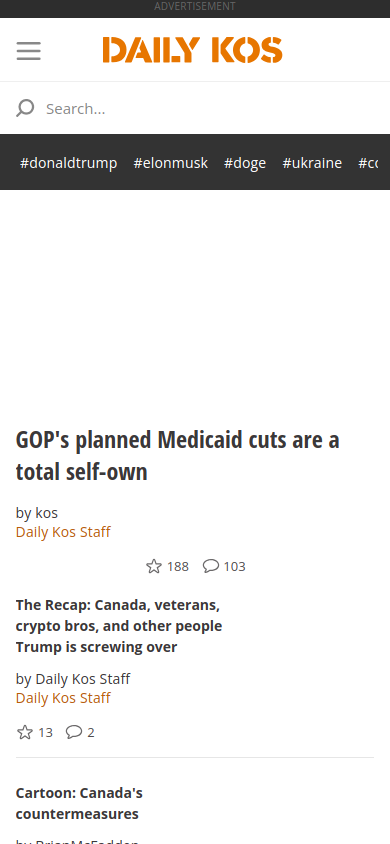 ADVERTISEMENT
DAILY KOS
Search...
#donaldtrump #elonmusk #doge #ukraine
GOP's planned Medicaid cuts are a
total self-own
by kos
Daily Kos Staff
188 103
The Recap: Canada, veterans,
crypto bros, and other people
Trump is screwing over
by Daily Kos Staff
Daily Kos Staff
13 2
Cartoon: Canada's
countermeasures
by BrianMcFadden